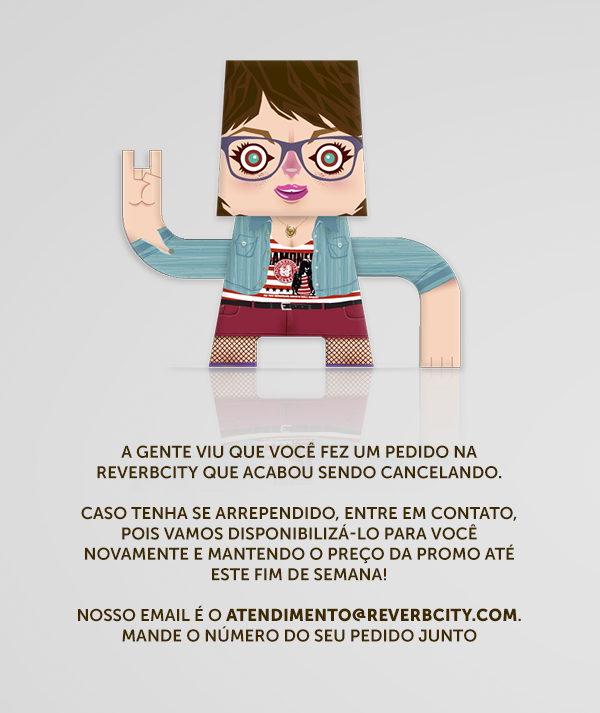 RAMONES
A GENTE VIU QUE VOCÊ FEZ UM PEDIDO NA
REVERBCITY QUE ACABOU SENDO CANCELANDO.
CASO TENHA SE ARREPENDIDO, ENTRE EM CONTATO,
POIS VAMOS DISPONIBILIZÁ-LO PARA VOCÊ
NOVAMENTE E MANTENDO O PREÇO DA PROMO ATÉ
ESTE FIM DE SEMANA!
NOSSO EMAIL É O ATENDIMENTO@REVERBCITY.COM.
MANDE O NÚMERO DO SEU PEDIDO JUNTO